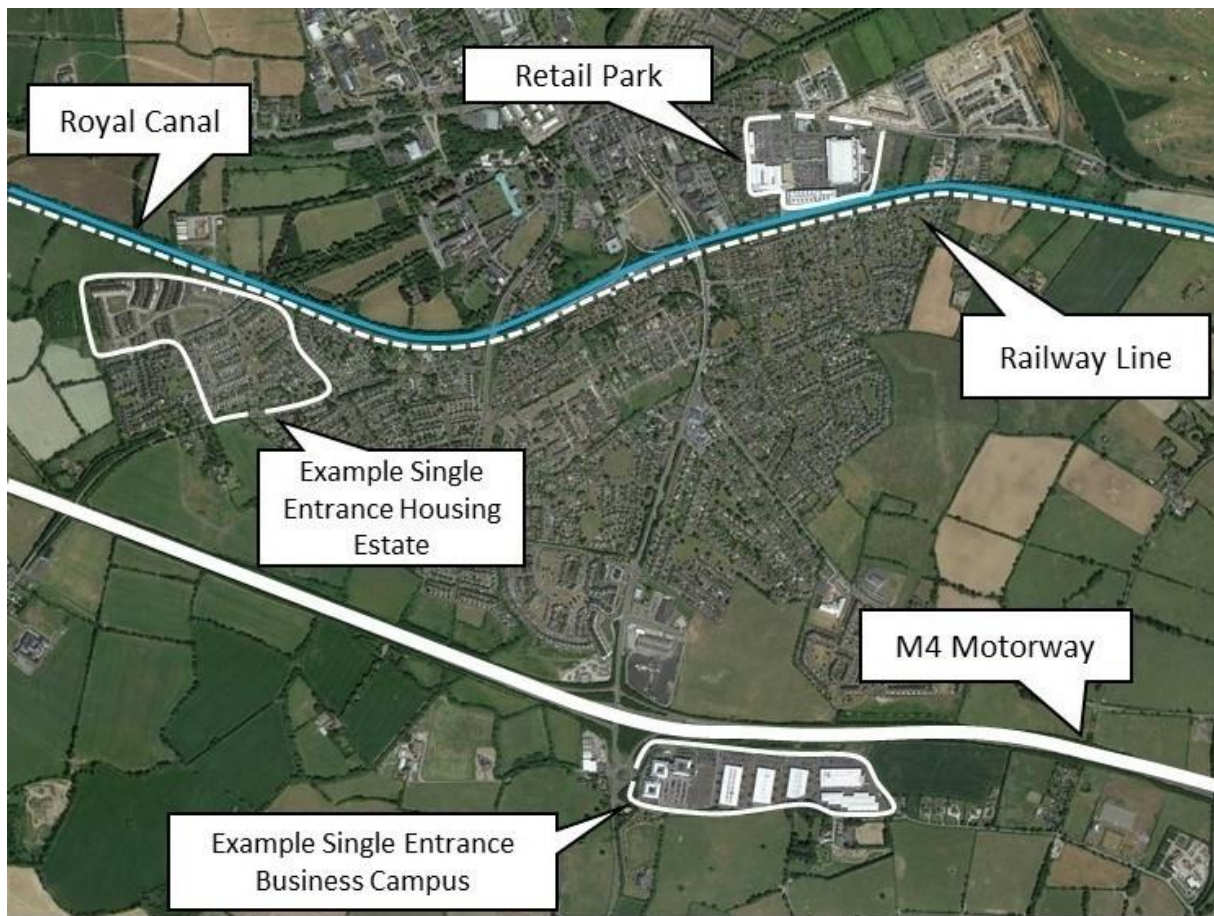 Retail Park
Royal Canal
Railway Line
Example Single
Entrance Housing
Estate
M4 Motorway
Example Single Entrance
Business Campus